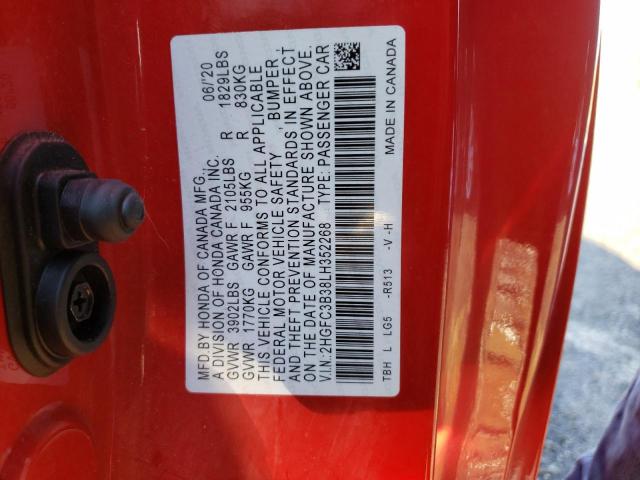 MFD.BY HONDA OF CANADA MFG. 06/'20
A DIVISION OF HONDA CANADA INC.
GVWR 3902LBS GAWR F 2105LBS R 1829LBS
GVWR 1770KG GAWR F 955KG R 830KG
THIS VEHICLE CONFORMS TO ALL APPLICABLE
FEDERAL MOTOR VEHICLE SAFETY, BUMPER,
AND THEFT PREVENTION STANDARDS, IN EFFECT
ON THE DATE OF MANUFACTURE SHOWN ABOVE.
V.I.N.:2HGFC3B38LH352268 TYPE: PASSENGER CAR
TBH L LG5 -R513 -V -H
MADE IN CANADA